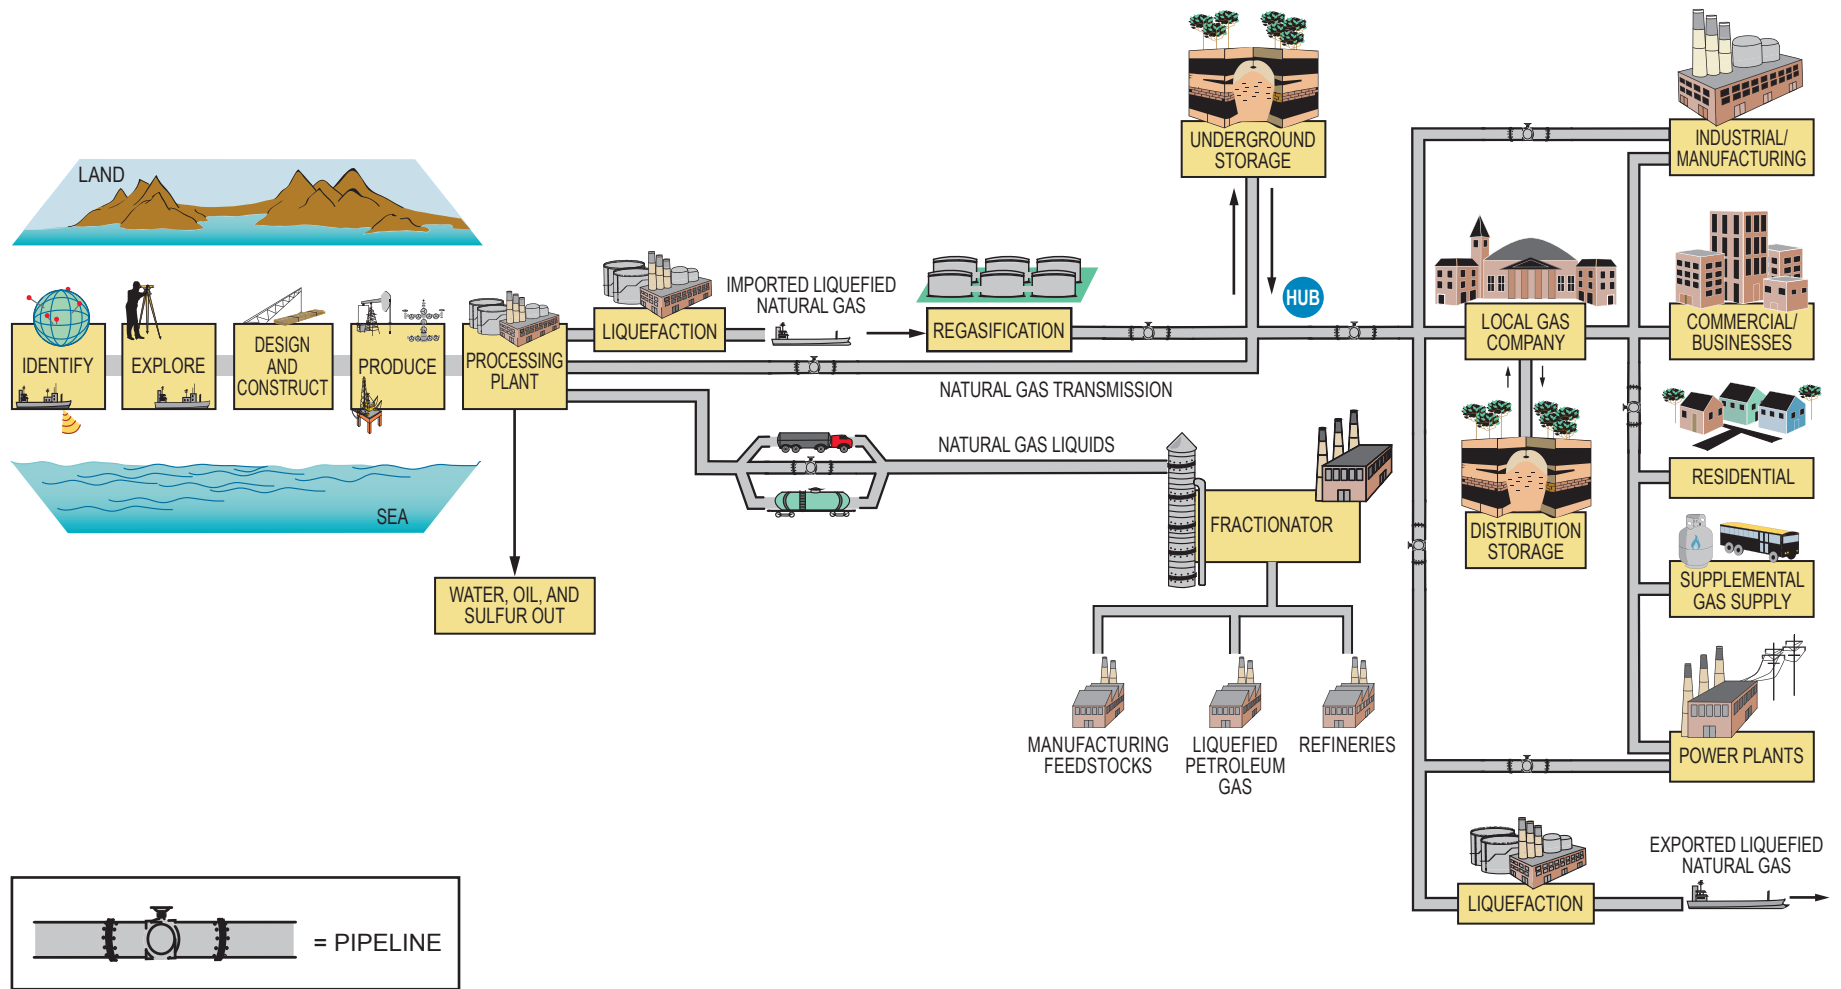 LAND
IDENTIFY
EXPLORE
DESIGN
AND
CONSTRUCT
PRODUCE
PROCESSING
PLANT
SEA
WATER, OIL, AND
SULFUR OUT
LIQUEFACTION
IMPORTED LIQUEFIED
NATURAL GAS
REGASIFICATION
NATURAL GAS TRANSMISSION
NATURAL GAS LIQUIDS
UNDERGROUND
STORAGE
HUB
FRACTIONATOR
MANUFACTURING
FEEDSTOCKS
LIQUEFIED
PETROLEUM
GAS
REFINERIES
LOCAL GAS
COMPANY
DISTRIBUTION
STORAGE
INDUSTRIAL/
MANUFACTURING
COMMERCIAL/
BUSINESSES
RESIDENTIAL
SUPPLEMENTAL
GAS SUPPLY
POWER PLANTS
LIQUEFACTION
EXPORTED LIQUEFIED
NATURAL GAS
= PIPELINE